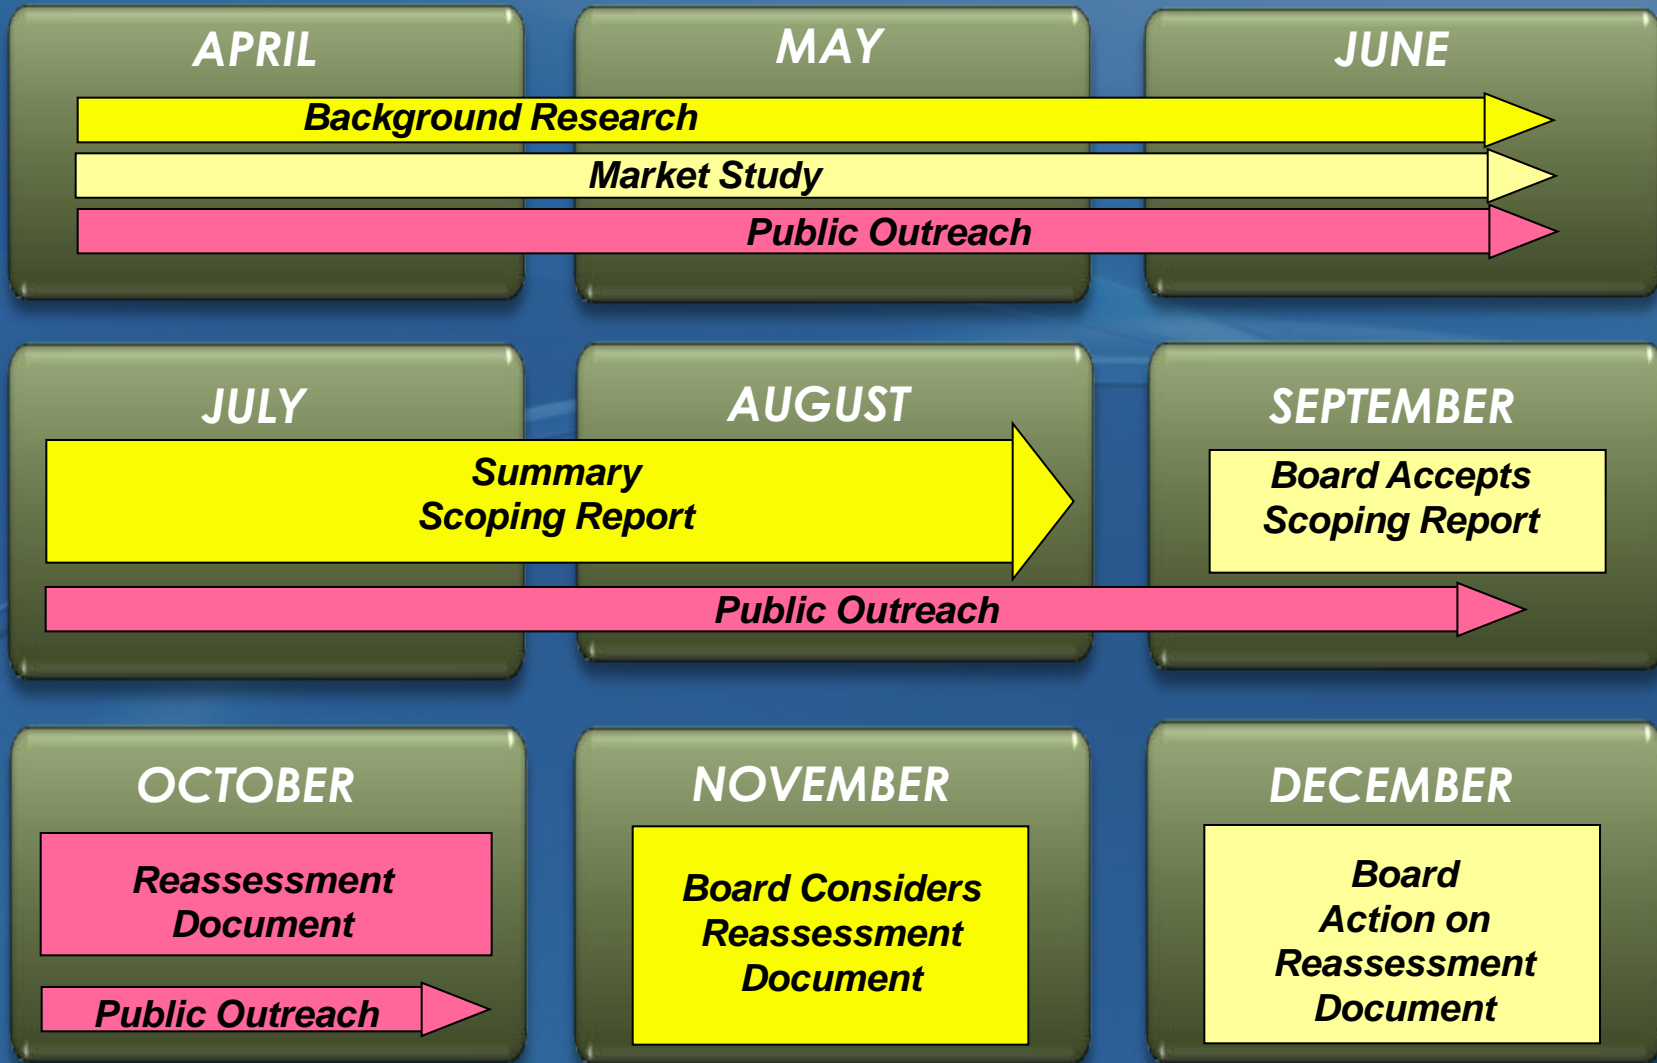 APRIL
MAY
JUNE
Background Research
Market Study
Public Outreach
JULY
AUGUST
SEPTEMBER
Summary
Scoping Report
Board Accepts
Scoping Report
Public Outreach
OCTOBER
NOVEMBER
DECEMBER
Reassessment
Document
Public Outreach
Board Considers
Reassessment
Document
Board
Action on
Reassessment
Document